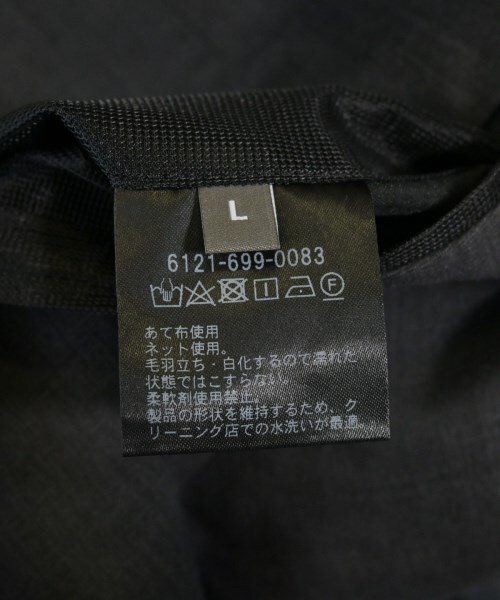 L
6121-699-0083
F
あて布使用
ネット使用。
毛羽立ち・白化するので濡れた
状態ではこすらない。
柔軟剤使用禁止。
製品の形状を維持するため、ク
リーニング店での水洗いが最適。